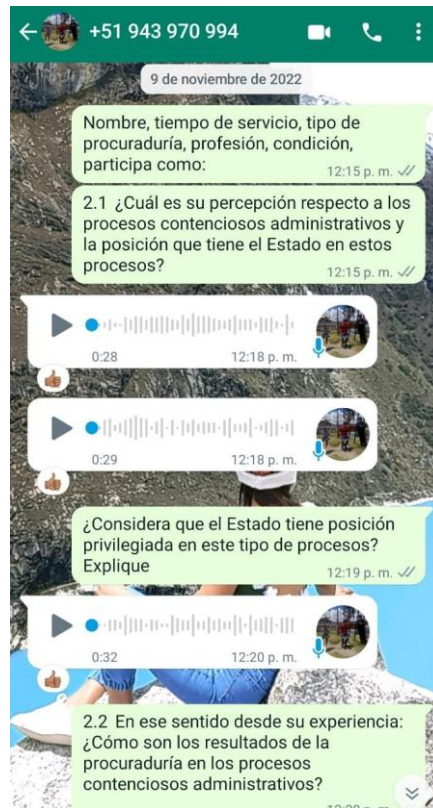 +51 943 970 994
9 de noviembre de 2022
Nombre, tiempo de servicio, tipo de
procuraduría, profesión, condición,
participa como:
12:15 p. m.
2.1 ¿Cuál es su percepción respecto a los
procesos contenciosos administrativos y
la posición que tiene el Estado en estos
procesos?
12:15 p. m.
0:28 12:18 p. m.
0:29 12:18 p. m.
¿Considera que el Estado tiene posición
privilegiada en este tipo de procesos?
Explique
12:19 p. m.
0:32 12:20 p. m.
2.2 En ese sentido desde su experiencia:
¿Cómo son los resultados de la
procuraduría en los procesos
contenciosos administrativos?